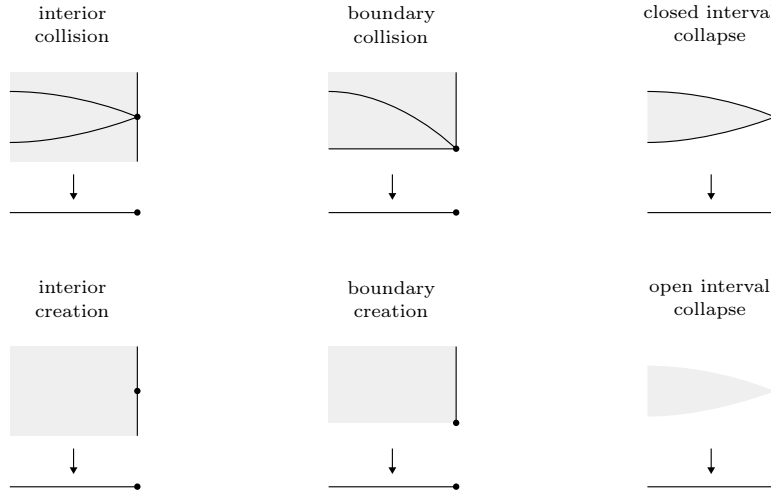 interior
collision
boundary
collision
closed interva
collapse
interior
creation
boundary
creation
open interval
collapse